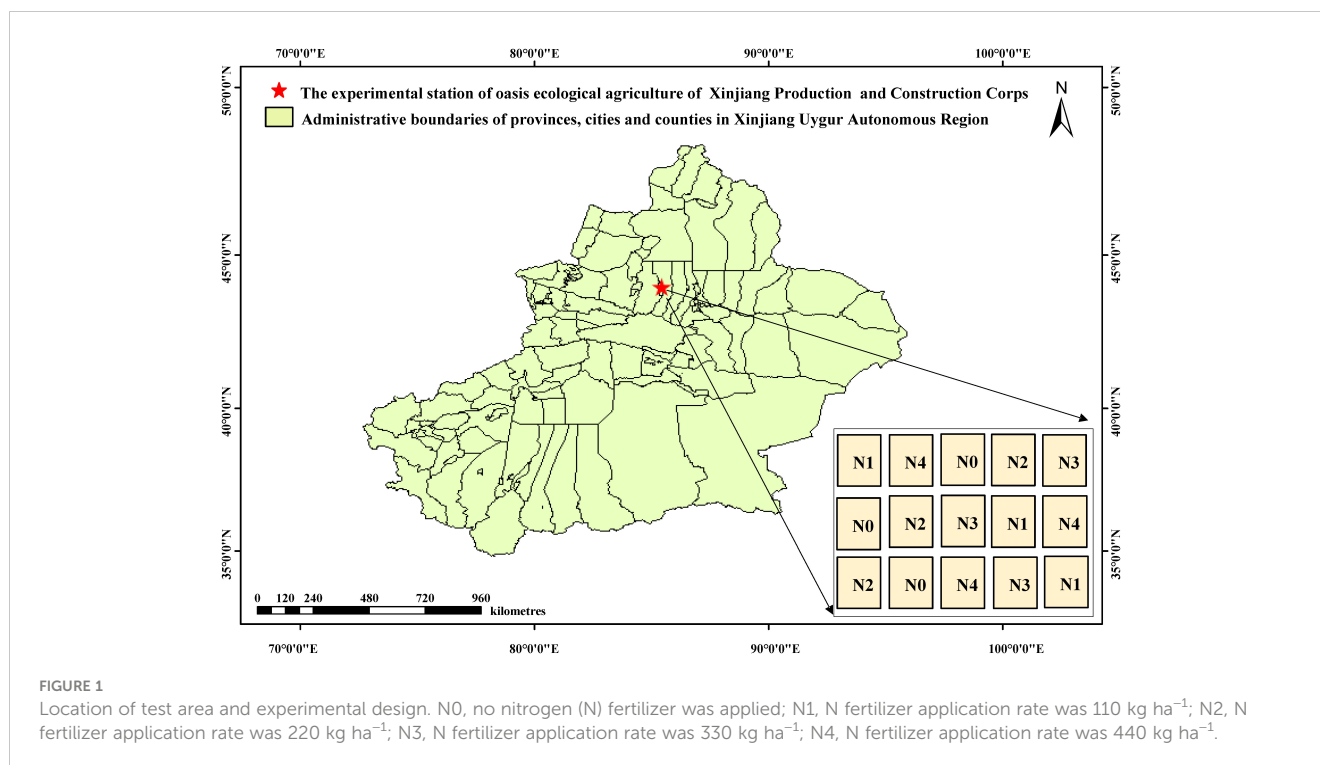 70°0'0"E 80°0'0"E 90°0'0"E 100°0'0"E
50°0'0"N
45°0'0"N
40°0'0"N
35°0'0"N
The experimental station of oasis ecological agriculture of Xinjiang Production and Construction Corps
Administrative boundaries of provinces, cities and counties in Xinjiang Uygur Autonomous Region
N
50°0'0"N
45°0'0"N
40°0'0"N
35°0'0"N
N1 N4 N0 N2 N3
N0 N2 N3 N1 N4
N2 N0 N4 N3 N1
0 120 240 480 720 960
kilometres
70°0'0"E 80°0'0"E 90°0'0"E 100°0'0"E
FIGURE 1
Location of test area and experimental design. N0, no nitrogen (N) fertilizer was applied; N1, N fertilizer application rate was 110 kg ha⁻¹; N2, N
fertilizer application rate was 220 kg ha⁻¹; N3, N fertilizer application rate was 330 kg ha⁻¹; N4, N fertilizer application rate was 440 kg ha⁻¹.